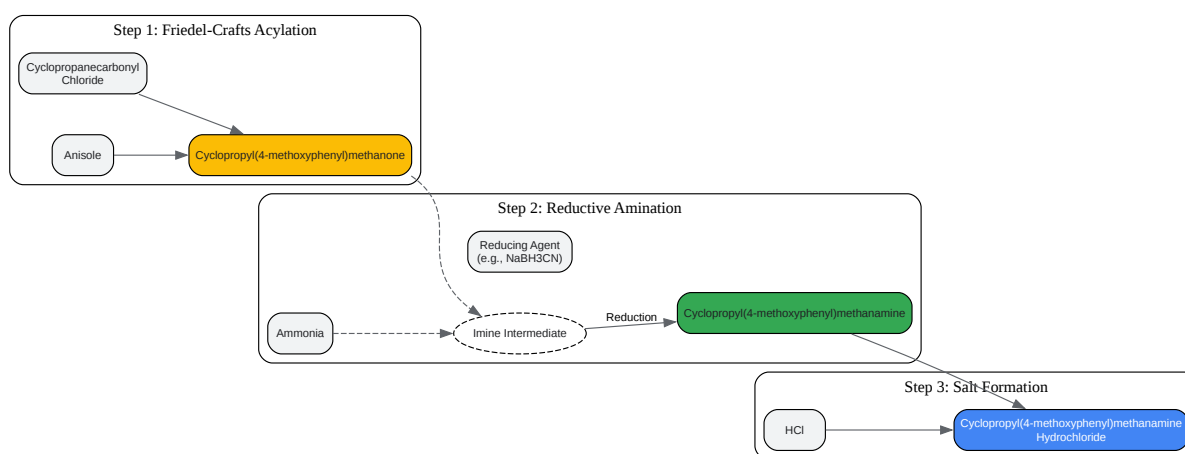 Step 1: Friedel-Crafts Acylation
Cyclopropanecarbonyl
Chloride
Anisole
Cyclopropyl(4-methoxyphenyl)methanone
Step 2: Reductive Amination
Reducing Agent
(e.g., NaBH3CN)
Ammonia
Imine Intermediate
Reduction
Cyclopropyl(4-methoxyphenyl)methanamine
Step 3: Salt Formation
HCl
Cyclopropyl(4-methoxyphenyl)methanamine
Hydrochloride